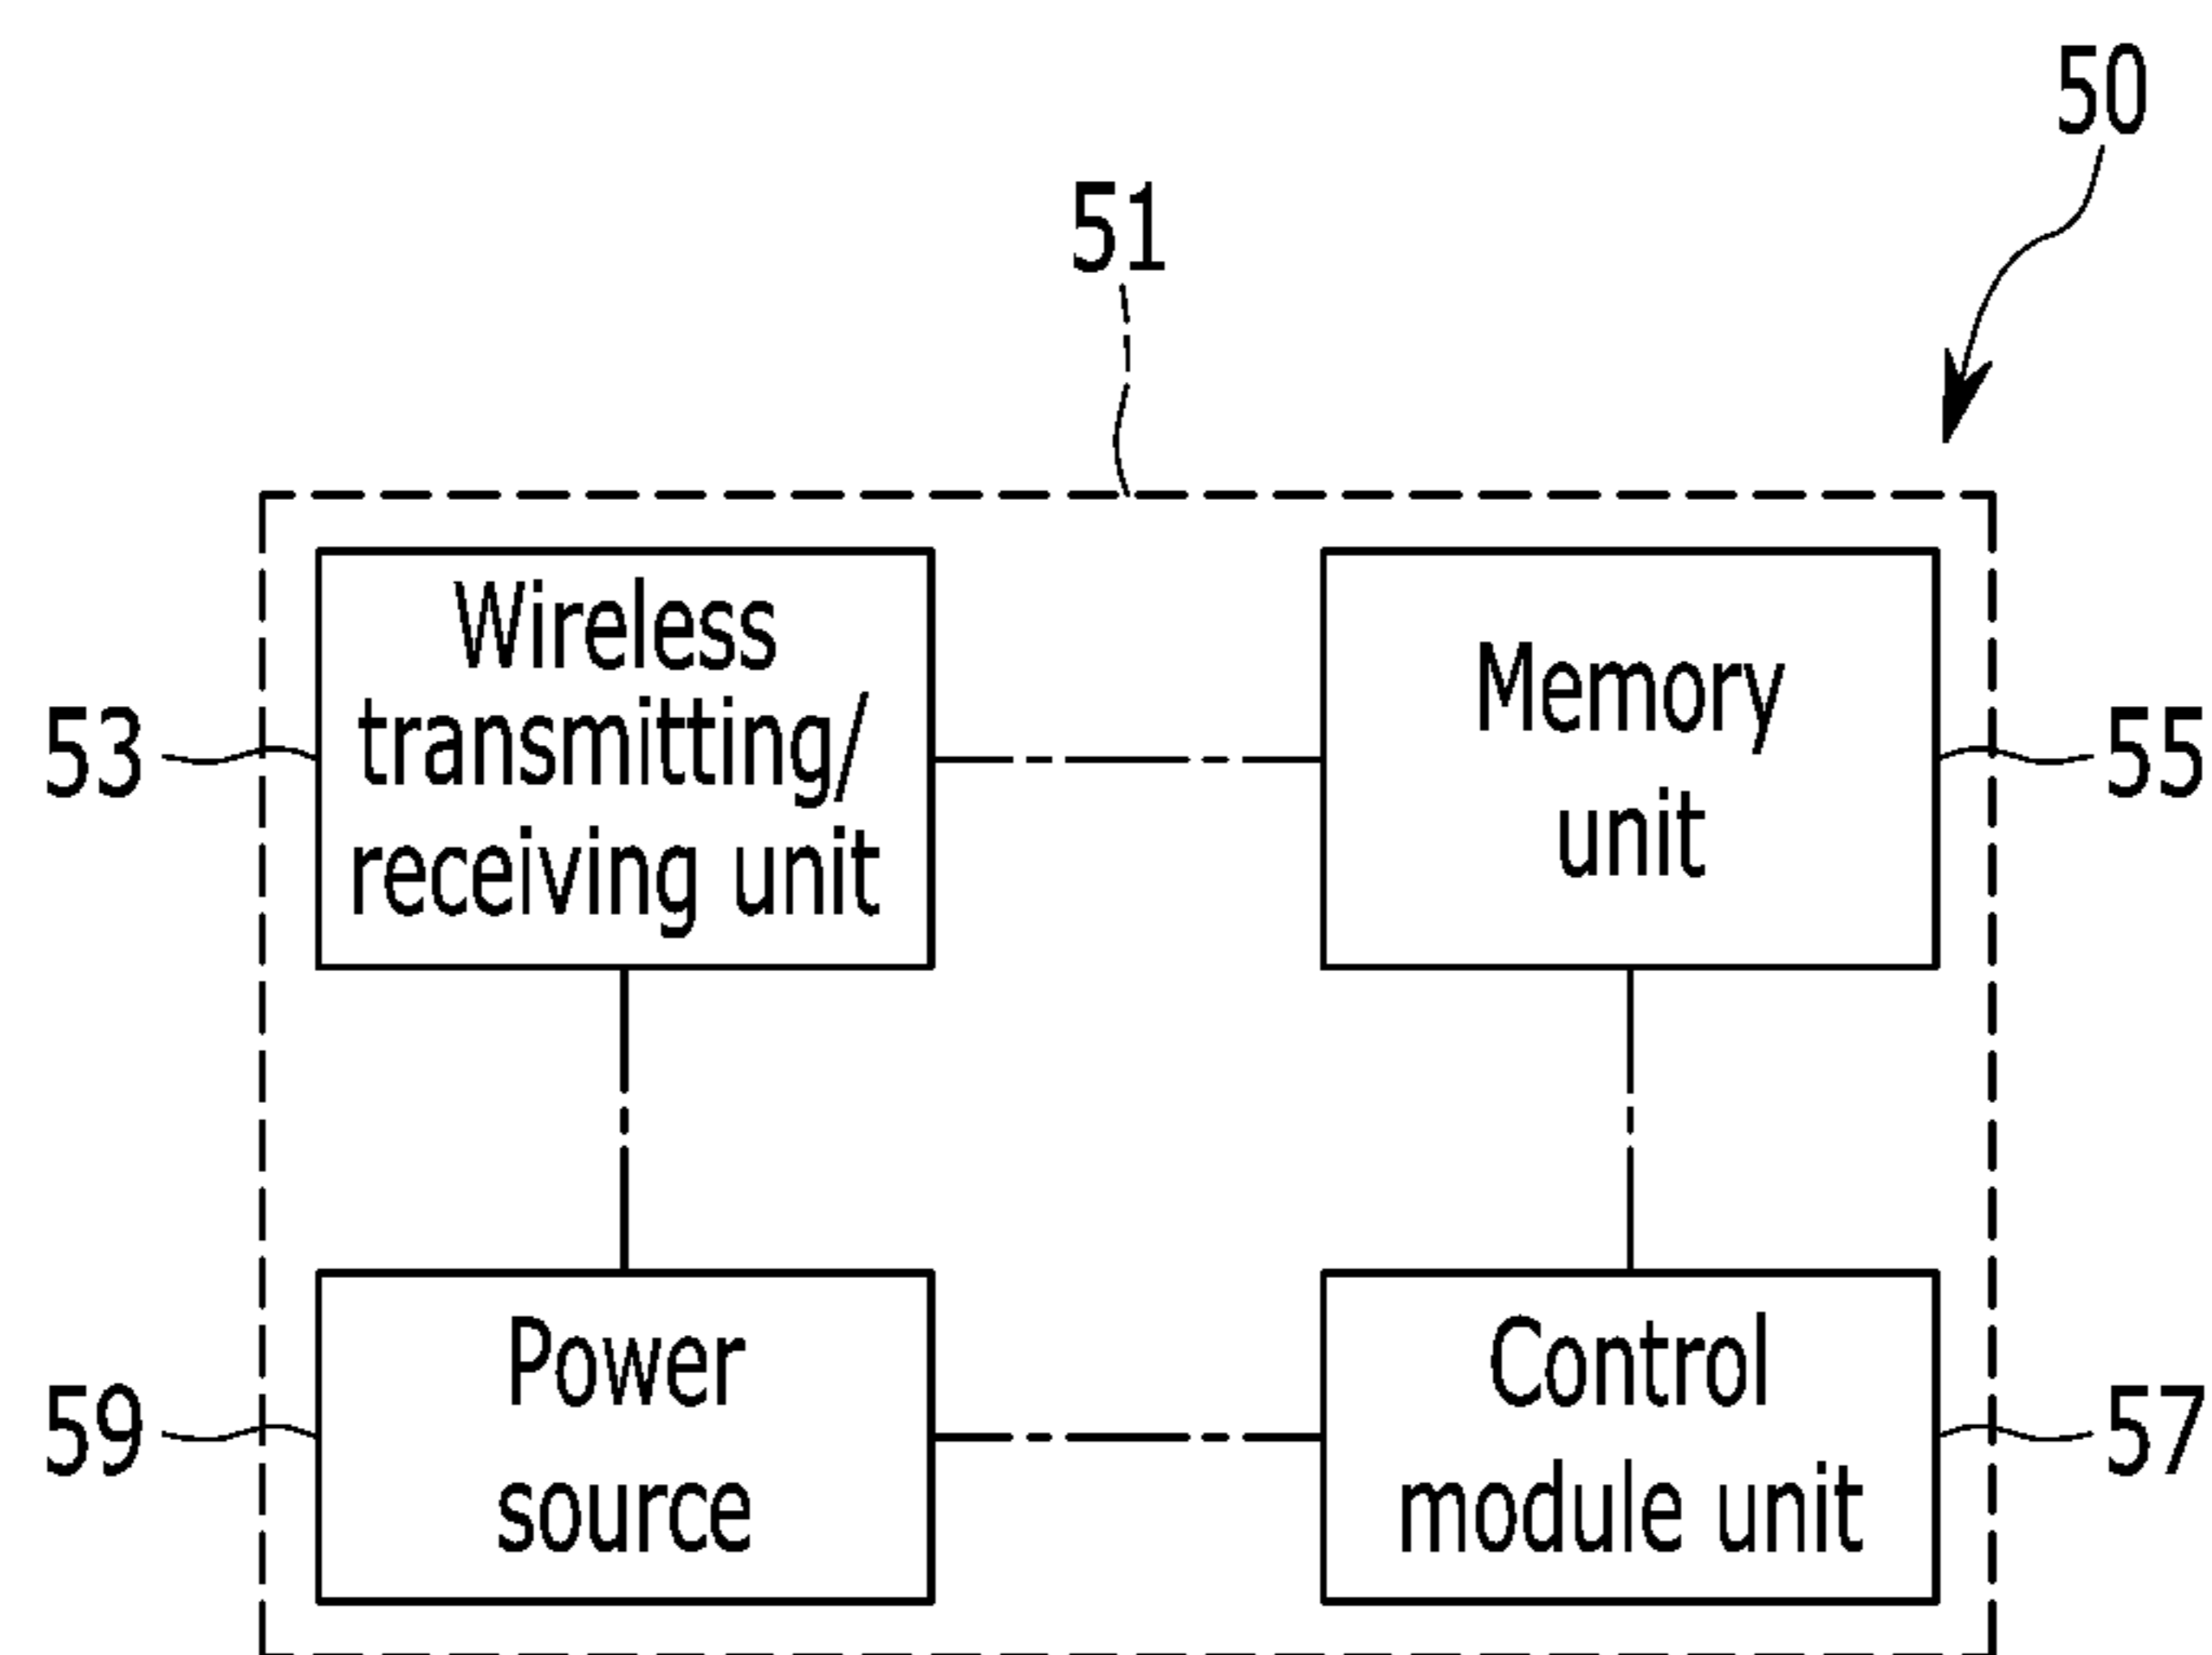 50
51
Wireless
transmitting/
receiving unit
53
Memory
unit
55
Power
source
59
Control
module unit
57